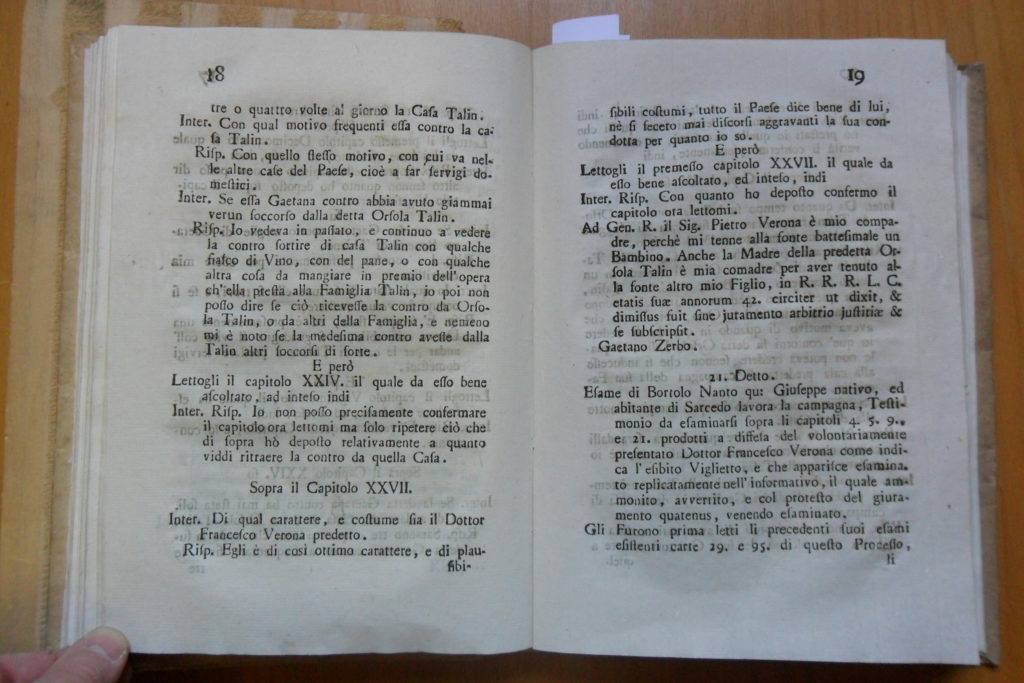 18
tre o quattro volte al giorno la Caſa Talin.
Inter. Con qual motivo frequenti eſſa contro la ca-
ſa Talin.
Riſp. Con quello ſteſſo motivo, con cui va nel-
le altre caſe del Paeſe, cioè a far ſervigi do-
meſtici.
Inter. Se eſſa Gaetana contro abbia avuto giammai
verun ſoccorſo dalla detta Orſola Talin.
Riſp. Io vedeva in paſſato, e continuo a vedere
la contro ſortire di caſa Talin con qualche
fiaſco di Vino, con del pane, o con qualche
altra coſa da mangiare in premio dell'opera
ch'ella preſta alla Famiglia Talin, io poi non
poſſo dire ſe ciò riceveſſe la contro da Orſo-
la Talin, o da altri della Famiglia, e nemeno
mi è noto ſe la medeſima contro aveſſe dalla
Talin altri ſoccorſi di ſorte.
E però
Lettogli il capitolo XXIV. il quale da eſſo bene
aſcoltato, ad inteſo indi
Inter. Riſp. Io non poſſo preciſamente confermare
il capitolo ora lettomi ma ſolo ripetere ciò che
di ſopra hò depoſto relativamente a quanto
viddi ritraere la contro da quella Caſa.
Sopra il Capitolo XXVII.
Inter. Di qual carattere, e coſtume ſia il Dottor
Franceſco Verona predetto.
Riſp. Egli è di così ottimo carattere, e di plau-
ſibi-
19
ſibili coſtumi, tutto il Paeſe dice bene di lui,
nè ſi fecero mai diſcorſi aggravanti la ſua con-
dotta per quanto io so.
E però
Lettogli il premeſſo capitolo XXVII. il quale da
eſſo bene aſcoltato, ed inteſo, indi
Inter. Riſp. Con quanto ho depoſto confermo il
capitolo ora lettomi.
Ad Gen. R. il Sig. Pietro Verona è mio compa-
dre, perchè mi tenne alla fonte batteſimale un
Bambino. Anche la Madre della predetta Or-
ſola Talin è mia comadre per aver tenuto al-
la fonte altro mio Figlio, in R. R. R. L. C.
etatis ſuæ annorum 42. circiter ut dixit, &
dimiſſus fuit ſine juramento arbitrio juſtitiæ &
ſe ſubſcripſit.
Gaetano Zerbo.
21. Detto.
Eſame di Bortolo Nanto qu: Giuſeppe nativo, ed
abitante di Sarcedo lavora la campagna, Teſti-
monio da eſaminarſi ſopra li capitoli 4. 5. 9.,
e 21. prodotti a diffeſa del volontariamente
preſentato Dottor Franceſco Verona come indi-
ca l'eſibito Viglietto, e che appariſce eſamina-
to replicatamente nell'informativo, il quale am-
monito, avvertito, e col proteſto del giura-
mento quatenus, venendo eſaminato.
Gli Furono prima letti li precedenti ſuoi eſami
eſiſtenti carte 29. e 95. di queſto Proceſſo,
li